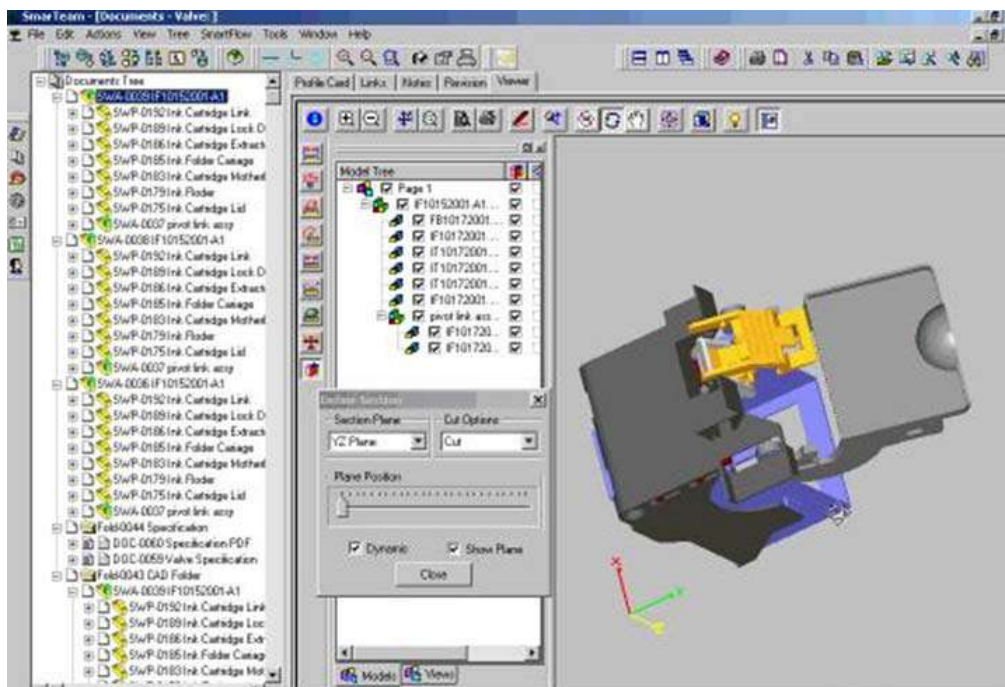 SmarTeam - [Documents - Valve: ]
File Edit Actions View Tree SmartFlow Tools Window Help
Documents Tree
SWA-0039 IF10152001-A1
SWP-0192 Ink Cartridge Link
SWP-0189 Ink Cartridge Lock D
SWP-0186 Ink Cartridge Extract
SWP-0185 Ink Folder Carriage
SWP-0183 Ink Cartridge Mother
SWP-0179 Ink Floder
SWP-0175 Ink Cartridge Lid
SWA-0037 pivot link assy
SWA-0038 IF10152001-A1
SWP-0192 Ink Cartridge Link
SWP-0189 Ink Cartridge Lock D
SWP-0186 Ink Cartridge Extract
SWP-0185 Ink Folder Carriage
SWP-0183 Ink Cartridge Mother
SWP-0179 Ink Floder
SWP-0175 Ink Cartridge Lid
SWA-0037 pivot link assy
SWA-0036 IF10152001-A1
SWP-0192 Ink Cartridge Link
SWP-0189 Ink Cartridge Lock D
SWP-0186 Ink Cartridge Extract
SWP-0185 Ink Folder Carriage
SWP-0183 Ink Cartridge Mother
SWP-0179 Ink Floder
SWP-0175 Ink Cartridge Lid
SWA-0037 pivot link assy
Fold-0044 Specification
DOC-0060 Specification PDF
DOC-0059 Valve Specification
Fold-0043 CAD Folder
SWA-0039 IF10152001-A1
SWP-0192 Ink Cartridge Link
SWP-0189 Ink Cartridge Loc
SWP-0186 Ink Cartridge Extr
SWP-0185 Ink Folder Carriag
SWP-0183 Ink Cartridge Mot
Profile Card Links Notes Revision Viewer
Model Tree
Page 1
IF10152001-A1...
FB10172001...
IF10172001...
IT10172001...
IT10172001...
IT10172001...
IF10172001...
pivot link ass...
IF101720...
IF101720...
Define Section
Section Plane Cut Options
YZ Plane Cut
Plane Position
Dynamic Show Plane
Close
Models Views
X
Y
Z